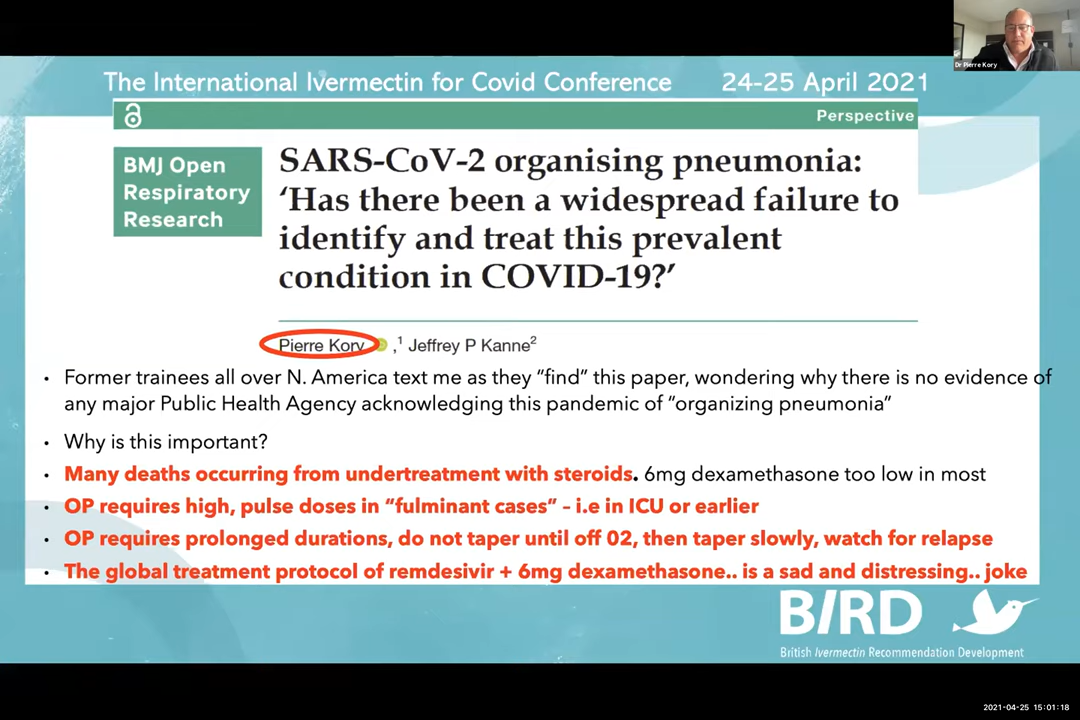 Dr Pierre Kory
The International Ivermectin for Covid Conference 24-25 April 2021
Perspective
BMJ Open
Respiratory
Research
SARS-CoV-2 organising pneumonia:
‘Has there been a widespread failure to
identify and treat this prevalent
condition in COVID-19?’
Pierre Kory ,1 Jeffrey P Kanne2
• Former trainees all over N. America text me as they “find” this paper, wondering why there is no evidence of
any major Public Health Agency acknowledging this pandemic of “organizing pneumonia”
• Why is this important?
• Many deaths occurring from undertreatment with steroids. 6mg dexamethasone too low in most
• OP requires high, pulse doses in “fulminant cases” – i.e in ICU or earlier
• OP requires prolonged durations, do not taper until off 02, then taper slowly, watch for relapse
• The global treatment protocol of remdesivir + 6mg dexamethasone.. is a sad and distressing.. joke
BIRD
British Ivermectin Recommendation Development
2021-04-25 15:01:18